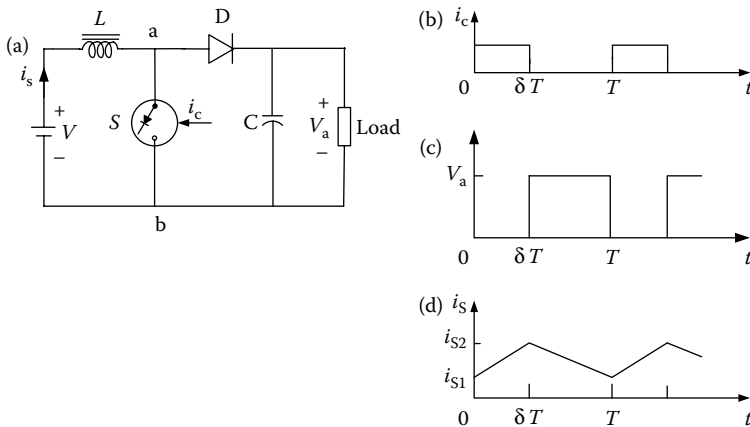 (a)
L
a
D
i_s
+
V
–
S
i_c
C
+
V_a
–
Load
b
(b)
i_c
0
δT
T
t
(c)
V_a
0
δT
T
t
(d)
i_S
i_S2
i_S1
0
δT
T
t